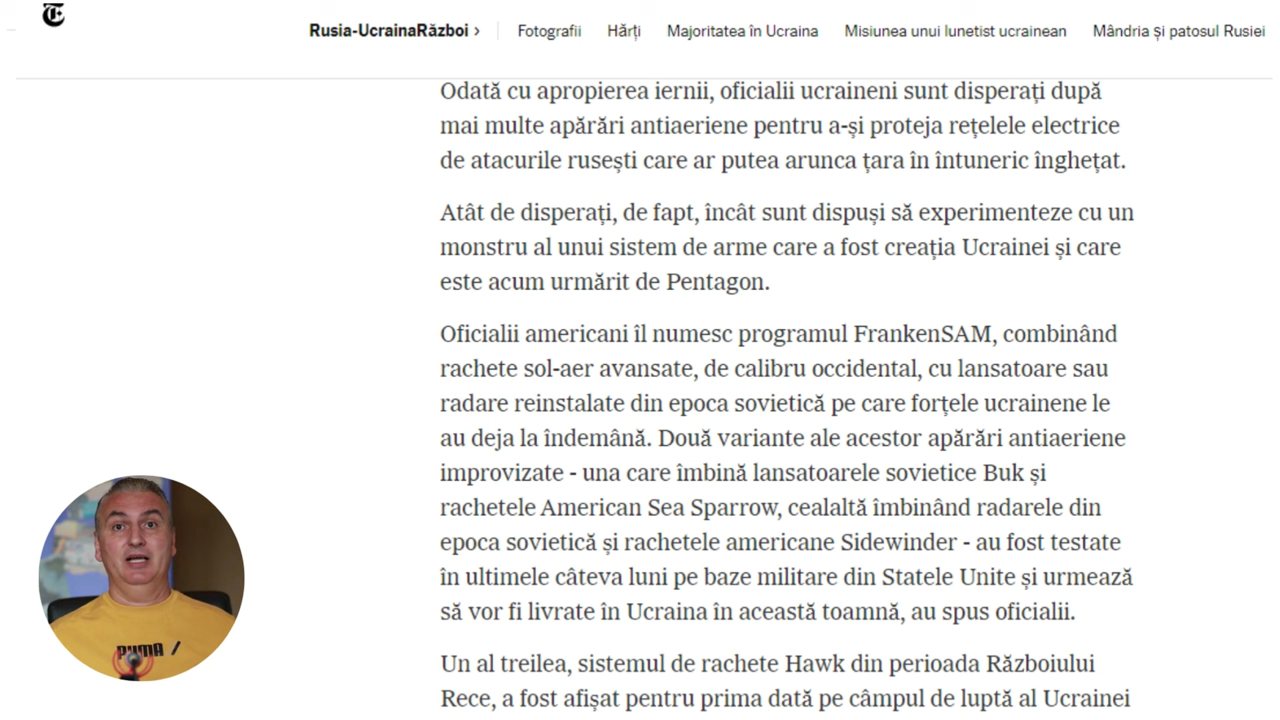 Rusia-UcrainaRăzboi ›
Fotografii
Hărți
Majoritatea în Ucraina
Misiunea unui lunetist ucrainean
Mândria și patosul Rusiei
Odată cu apropierea iernii, oficialii ucraineni sunt disperați după
mai multe apărări antiaeriene pentru a-și proteja rețelele electrice
de atacurile rusești care ar putea arunca țara în întuneric înghețat.
Atât de disperați, de fapt, încât sunt dispuși să experimenteze cu un
monstru al unui sistem de arme care a fost creația Ucrainei și care
este acum urmărit de Pentagon.
Oficialii americani îl numesc programul FrankenSAM, combinând
rachete sol-aer avansate, de calibru occidental, cu lansatoare sau
radare reinstalate din epoca sovietică pe care forțele ucrainene le
au deja la îndemână. Două variante ale acestor apărări antiaeriene
improvizate - una care îmbină lansatoarele sovietice Buk și
rachetele American Sea Sparrow, cealaltă îmbinând radarele din
epoca sovietică și rachetele americane Sidewinder - au fost testate
în ultimele câteva luni pe baze militare din Statele Unite și urmează
să vor fi livrate în Ucraina în această toamnă, au spus oficialii.
Un al treilea, sistemul de rachete Hawk din perioada Războiului
Rece, a fost afișat pentru prima dată pe câmpul de luptă al Ucrainei
PUMA /